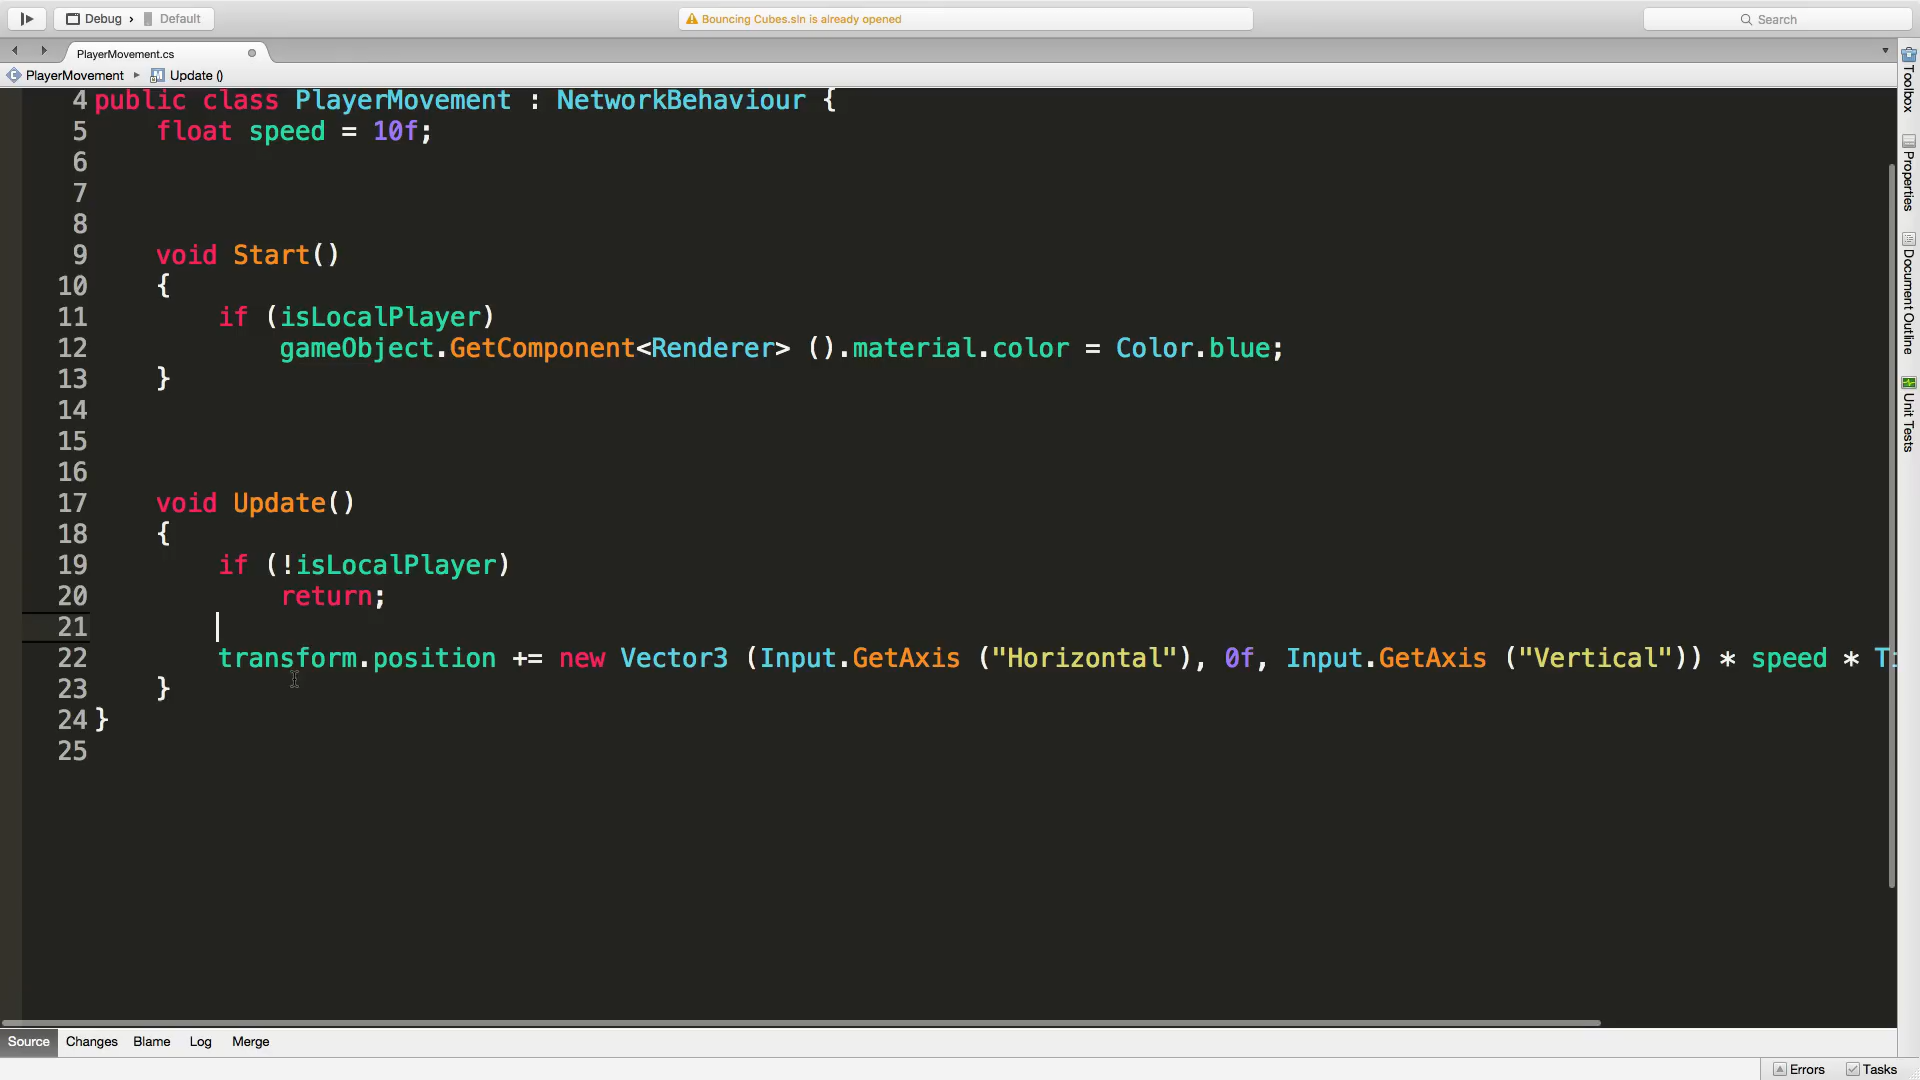 Debug › Default
Bouncing Cubes.sln is already opened
Search
PlayerMovement.cs
PlayerMovement ▸ Update ()
4 public class PlayerMovement : NetworkBehaviour {
5 float speed = 10f;
6
7
8
9 void Start()
10 {
11 if (isLocalPlayer)
12 gameObject.GetComponent<Renderer> ().material.color = Color.blue;
13 }
14
15
16
17 void Update()
18 {
19 if (!isLocalPlayer)
20 return;
21
22 transform.position += new Vector3 (Input.GetAxis ("Horizontal"), 0f, Input.GetAxis ("Vertical")) * speed * Ti
23 }
24 }
25
Toolbox
Properties
Document Outline
Unit Tests
Source Changes Blame Log Merge
Errors Tasks